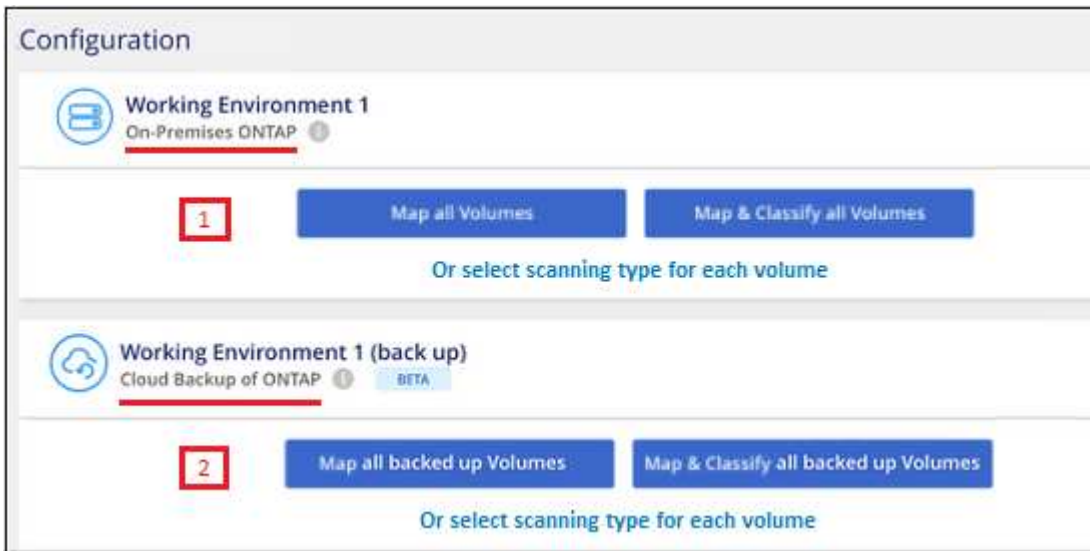 Configuration
Working Environment 1
On-Premises ONTAP
1
Map all Volumes
Map & Classify all Volumes
Or select scanning type for each volume
Working Environment 1 (back up)
Cloud Backup of ONTAP BETA
2
Map all backed up Volumes
Map & Classify all backed up Volumes
Or select scanning type for each volume